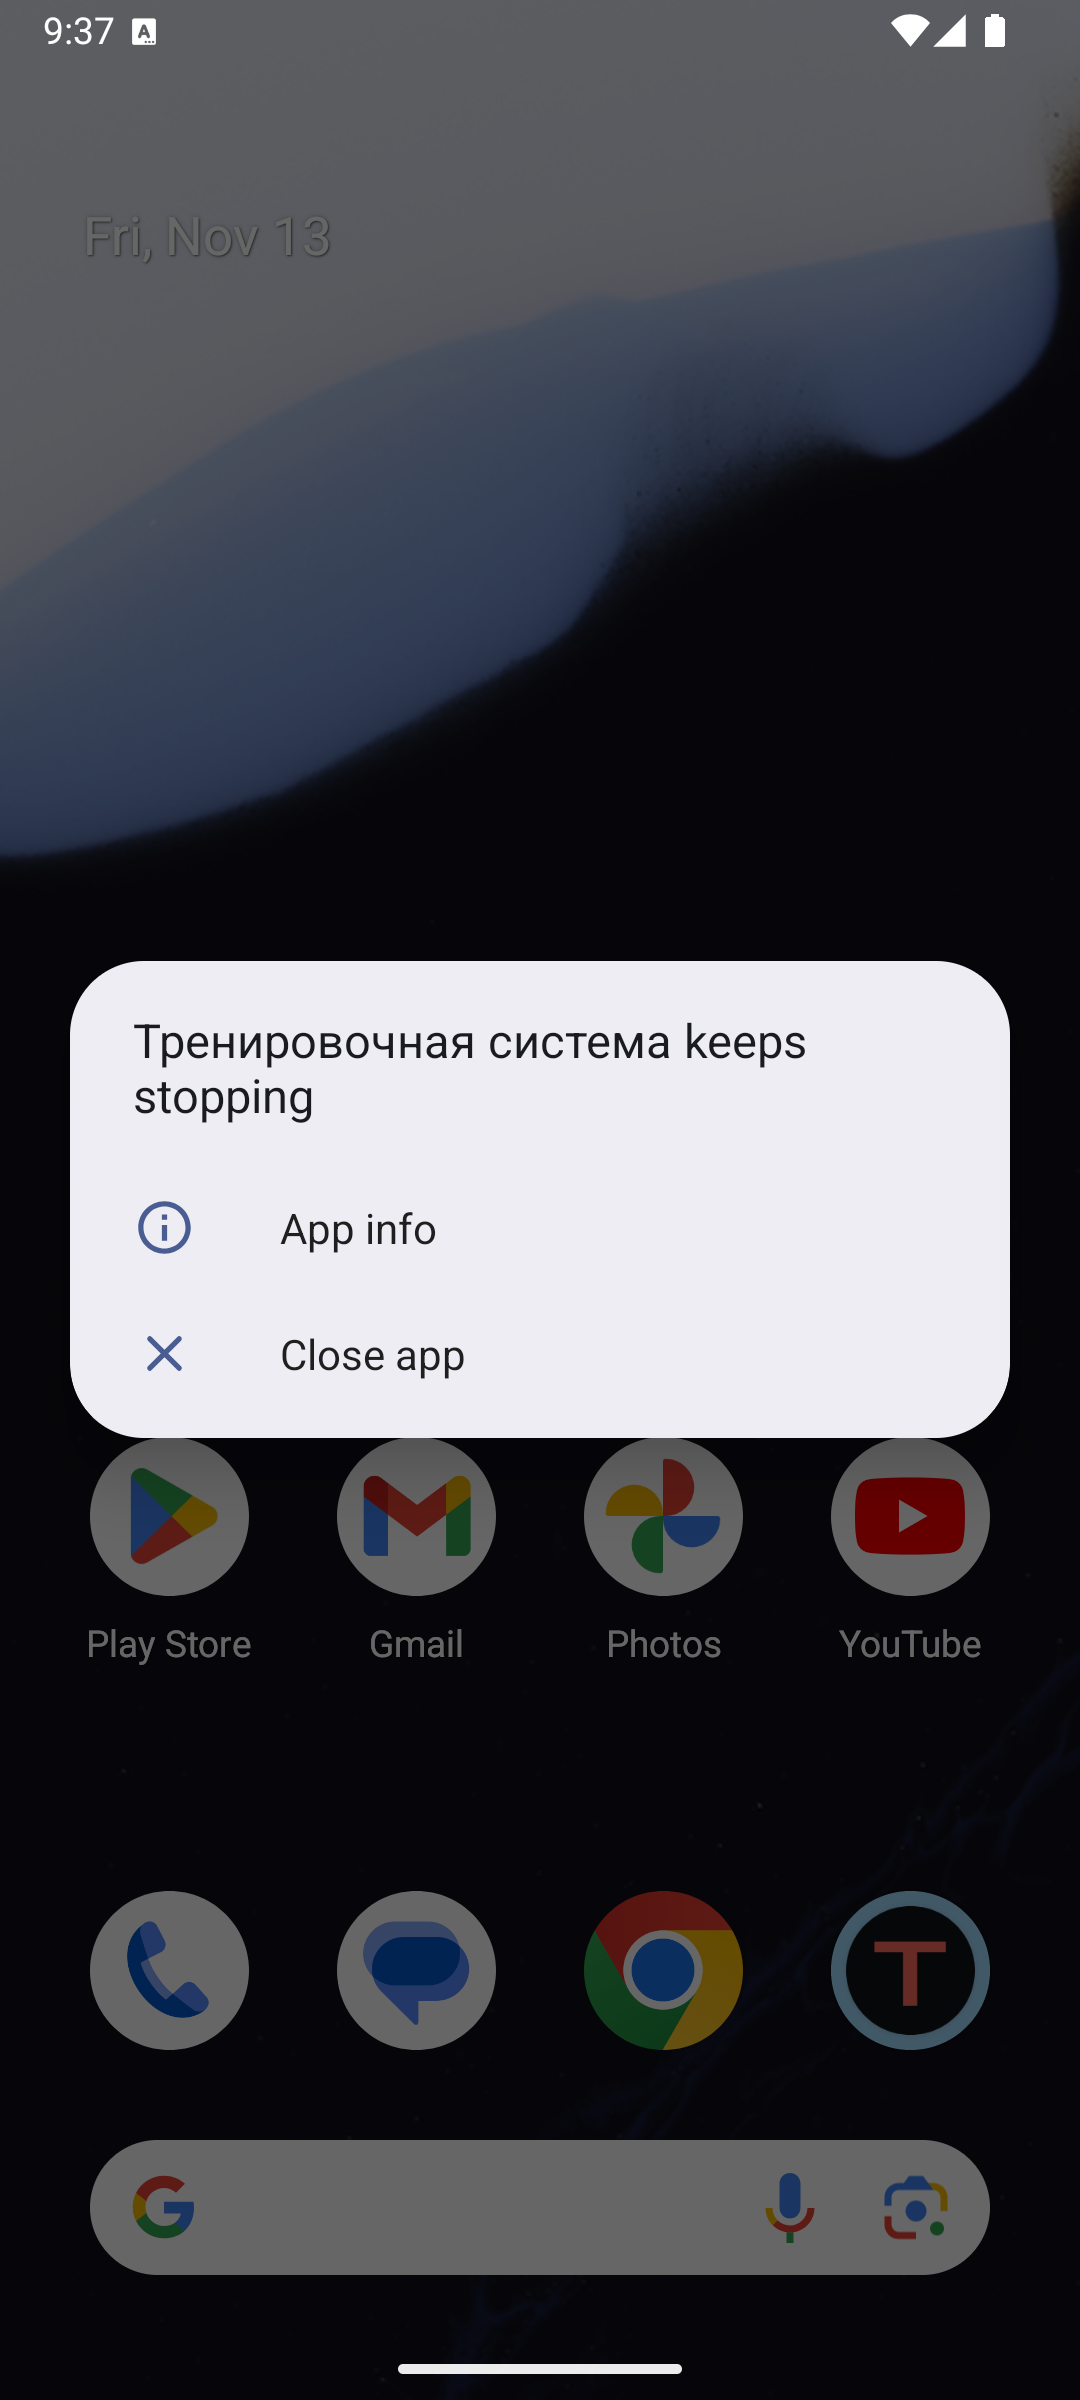 9:37
Fri, Nov 13
Тренировочная система keeps
stopping
App info
Close app
Play Store
Gmail
Photos
YouTube
T